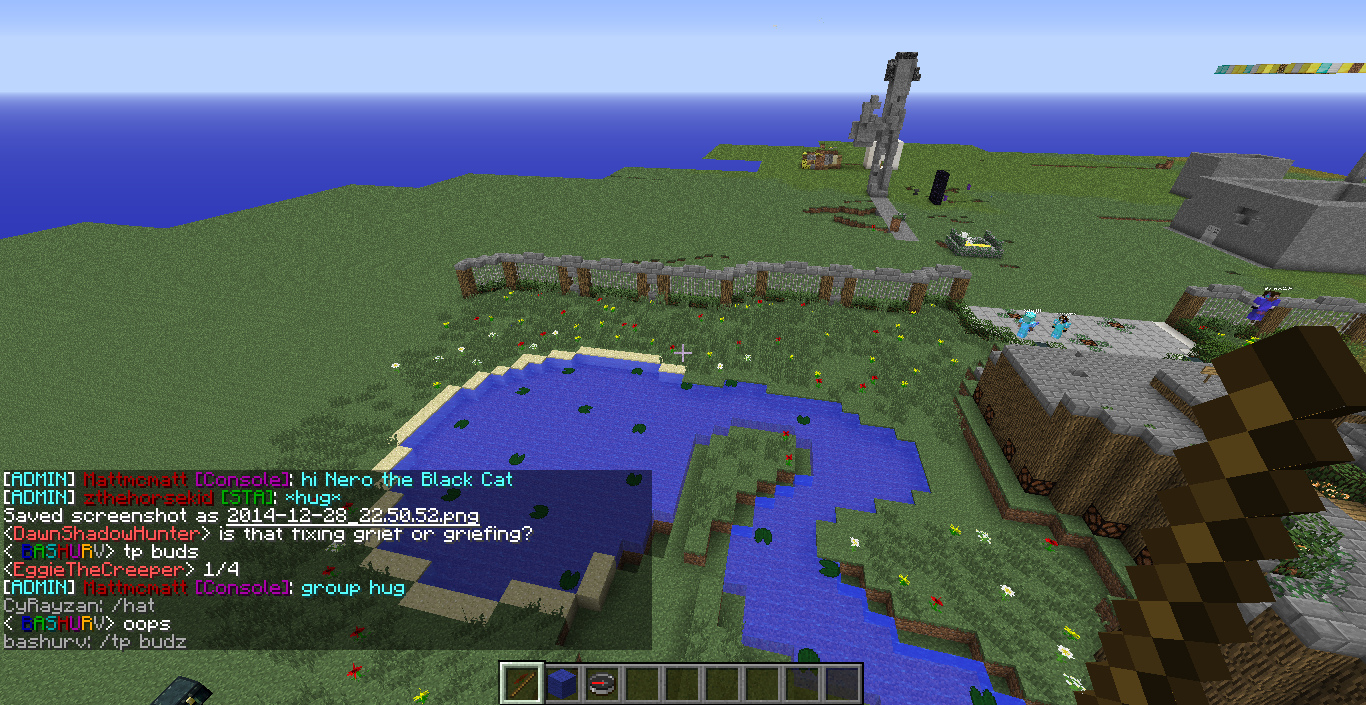 [ADMIN] Mattmcmatt [Console]: hi Nero the Black Cat
[ADMIN] zthehorsekid [STA]: *hug*
Saved screenshot as 2014-12-28_22.50.52.png
<DawnShadowHunter> is that fixing grief or griefing?
< BASHURV> tp buds
<EggieTheCreeper> 1/4
[ADMIN] Mattmcmatt [Console]: group hug
CyRayzan: /hat
< BASHURV> oops
bashurv: /tp budz